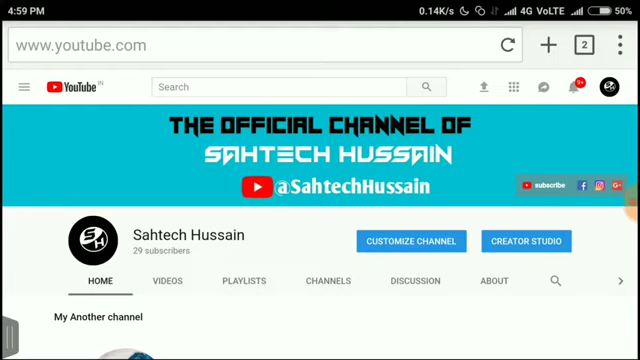 4:59 PM 0.14K/s 4G VoLTE 50%
www.youtube.com 2
YouTube IN Search 9+
THE OFFICIAL CHANNEL OF
SAHTECH HUSSAIN
@SahtechHussain
subscribe
SH Sahtech Hussain
29 subscribers
CUSTOMIZE CHANNEL CREATOR STUDIO
HOME VIDEOS PLAYLISTS CHANNELS DISCUSSION ABOUT
My Another channel